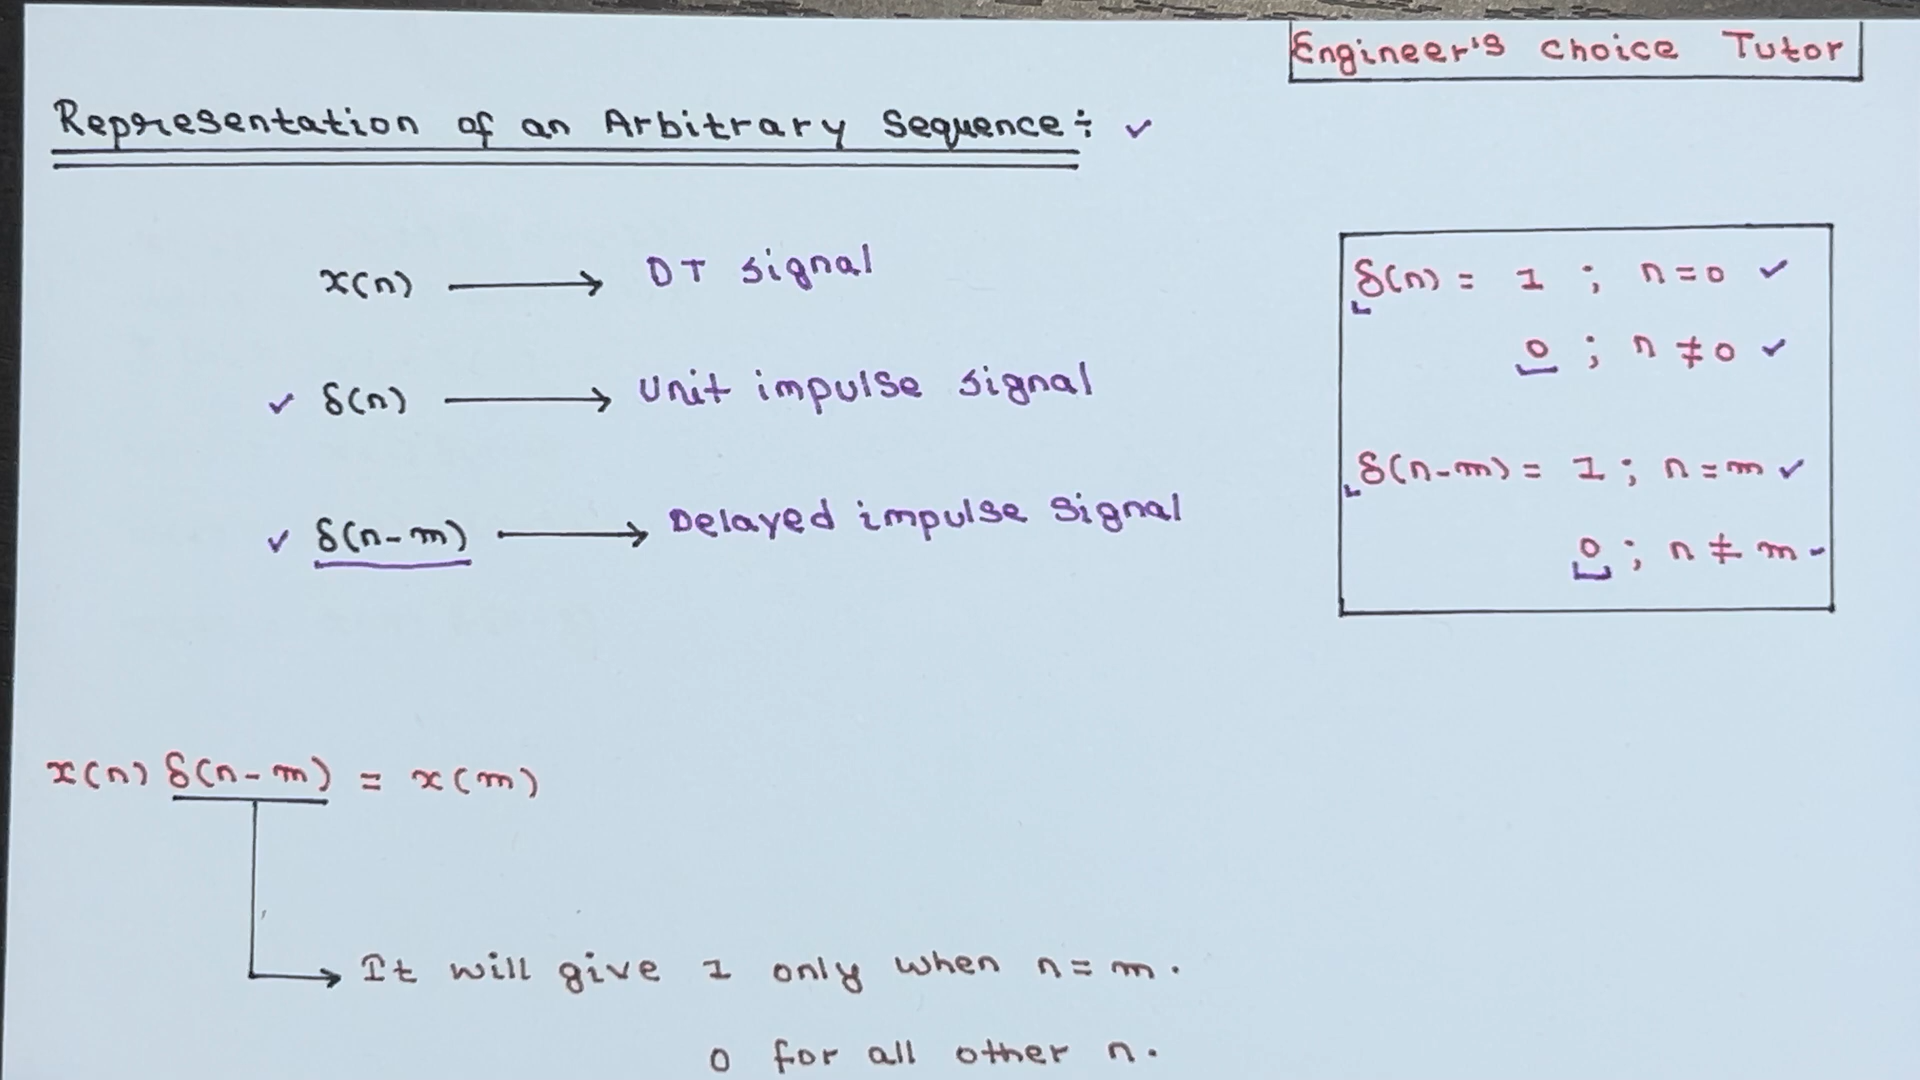 Engineer's choice Tutor
Representation of an Arbitrary Sequence÷ ✓
x(n) ⟶ DT signal
✓ δ(n) ⟶ Unit impulse signal
✓ δ(n-m) ⟶ Delayed impulse signal
δ(n) = 1 ; n=0 ✓
0 ; n≠0 ✓
δ(n-m) = 1 ; n=m ✓
0 ; n≠m -
x(n) δ(n-m) = x(m)
It will give 1 only when n=m.
0 for all other n.